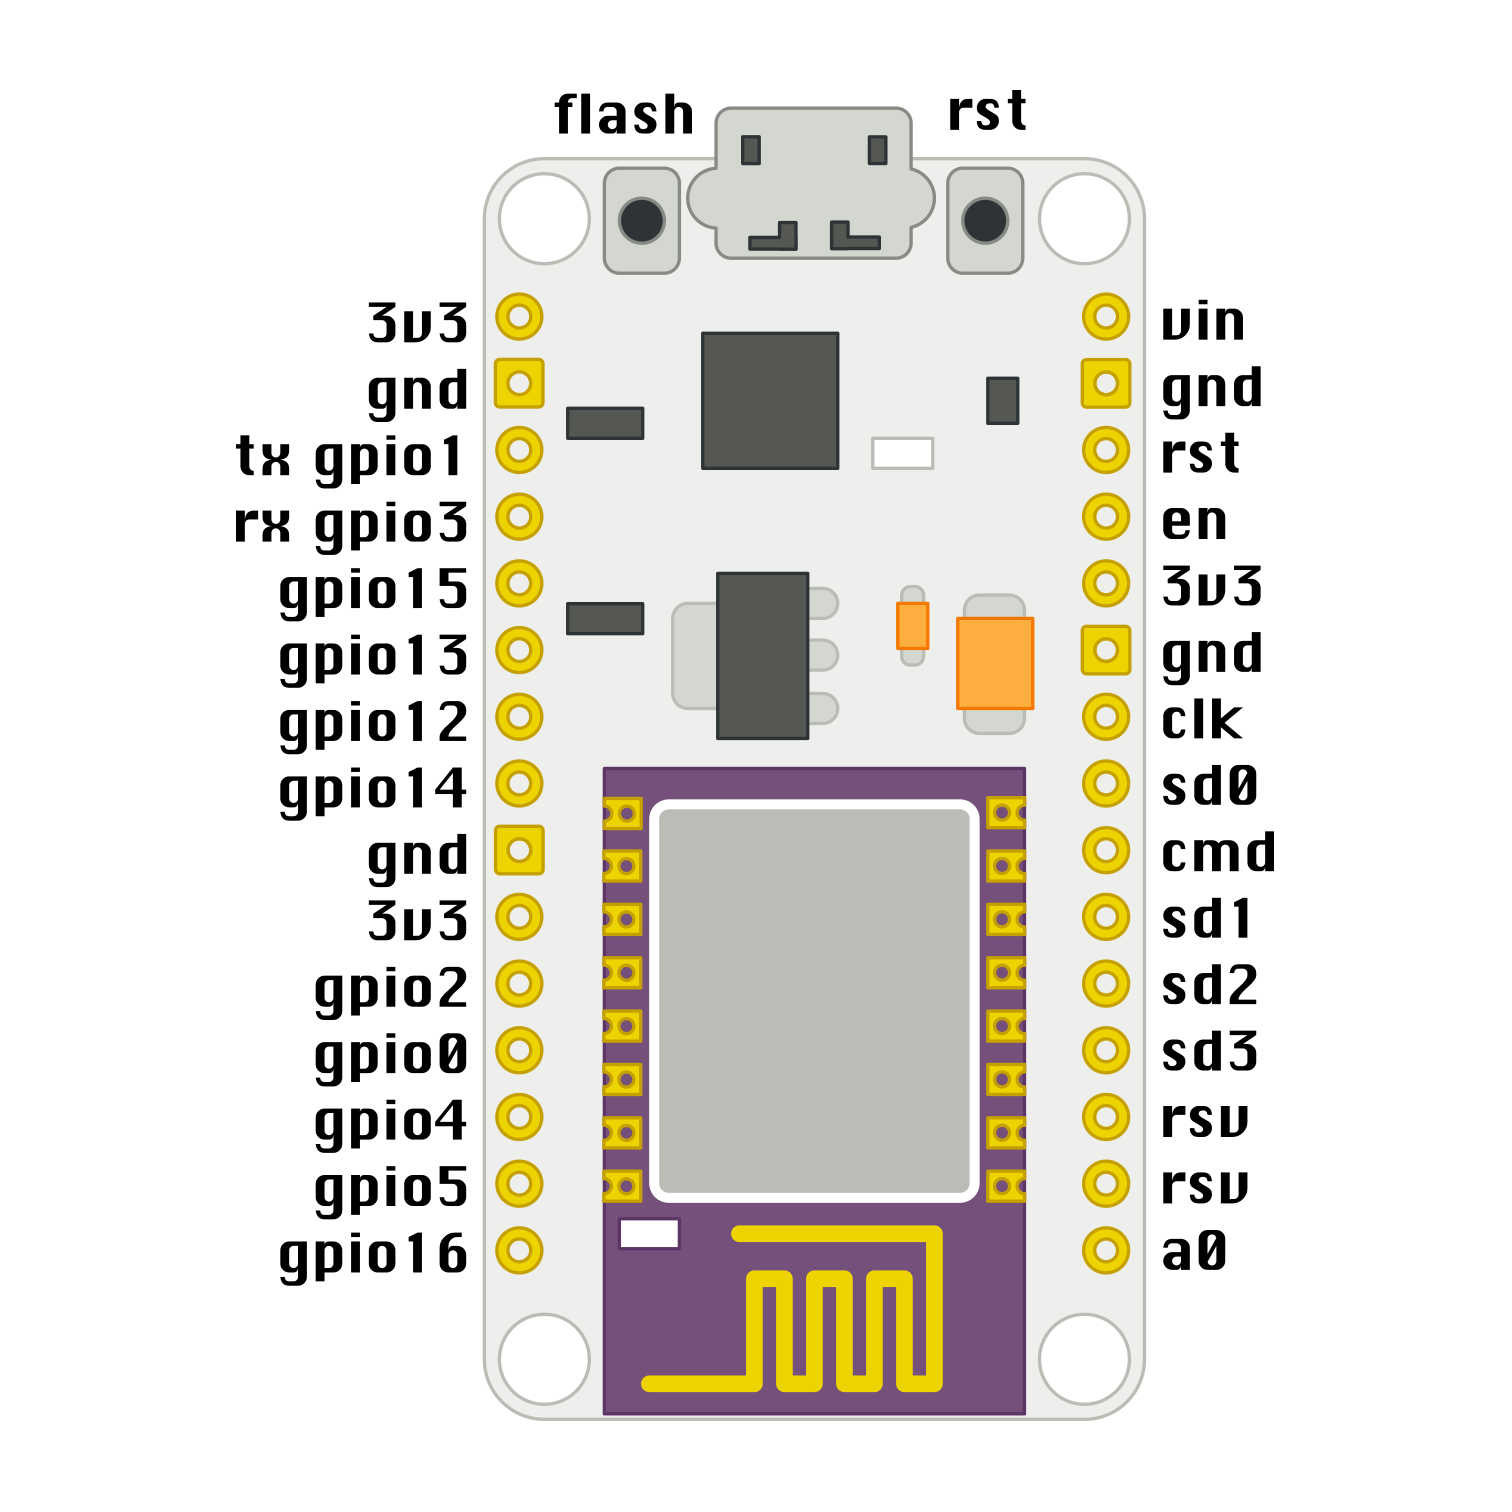 flash
rst
3v3
gnd
tx gpio1
rx gpio3
gpio15
gpio13
gpio12
gpio14
gnd
3v3
gpio2
gpio0
gpio4
gpio5
gpio16
vin
gnd
rst
en
3v3
gnd
clk
sd0
cmd
sd1
sd2
sd3
rsv
rsv
a0